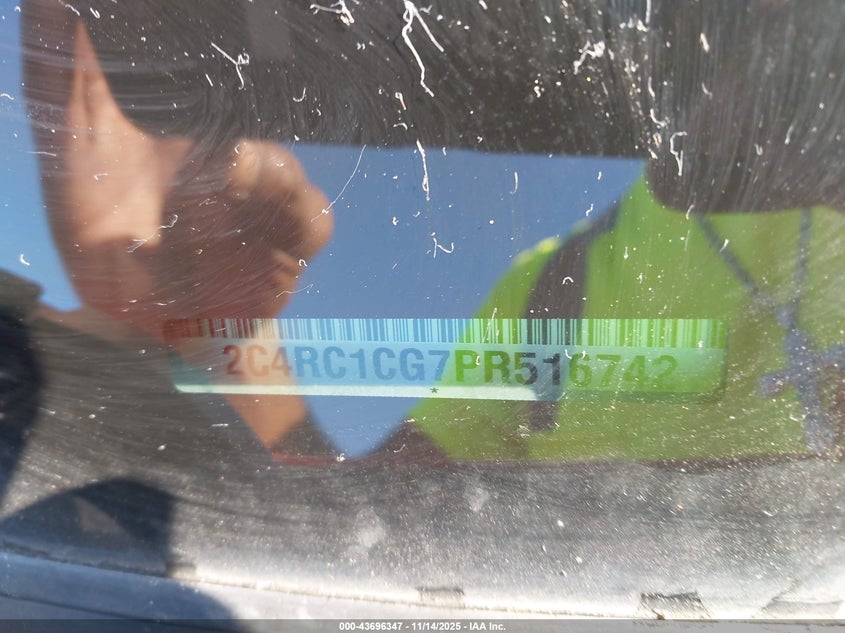 2C4RC1CG7PR516742
*
000-43696347 - 11/14/2025 - IAA Inc.